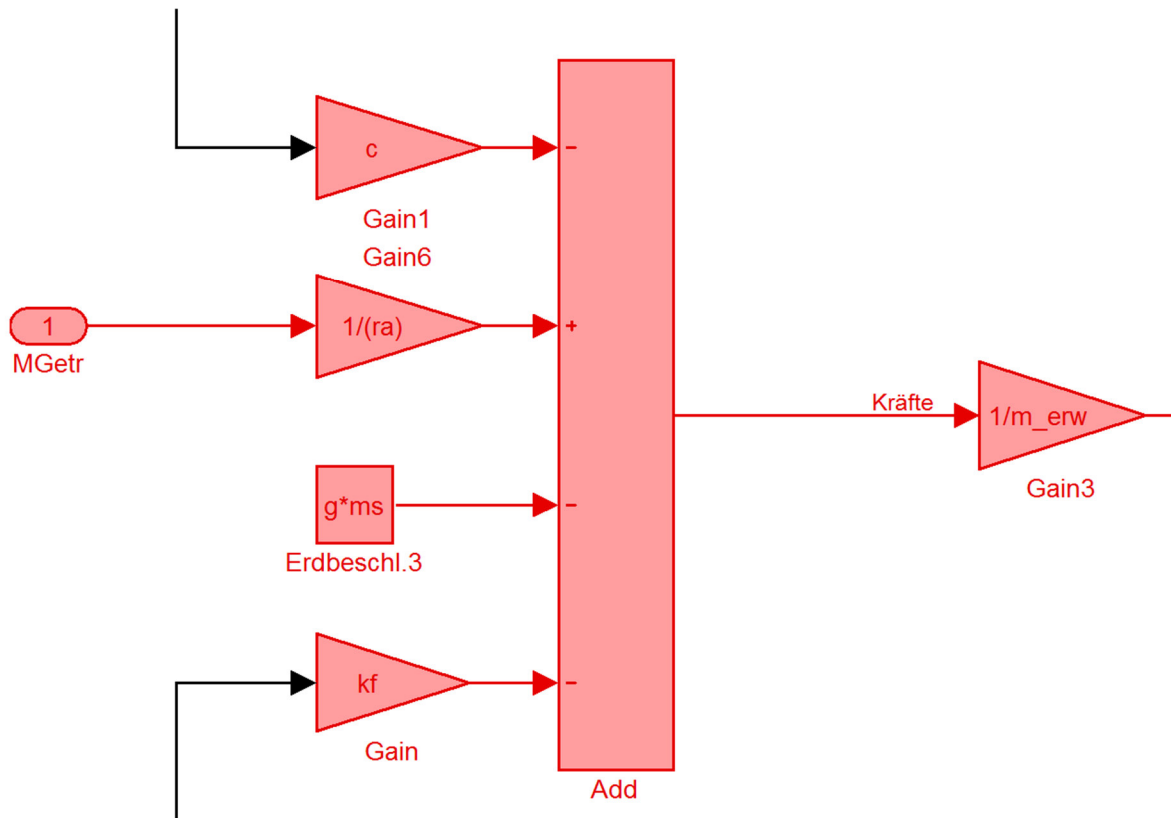 c
-
Gain1
Gain6
1
1/(ra)
+
MGetr
Kräfte
1/m_erw
Gain3
g*ms
-
Erdbeschl.3
kf
-
Gain
Add